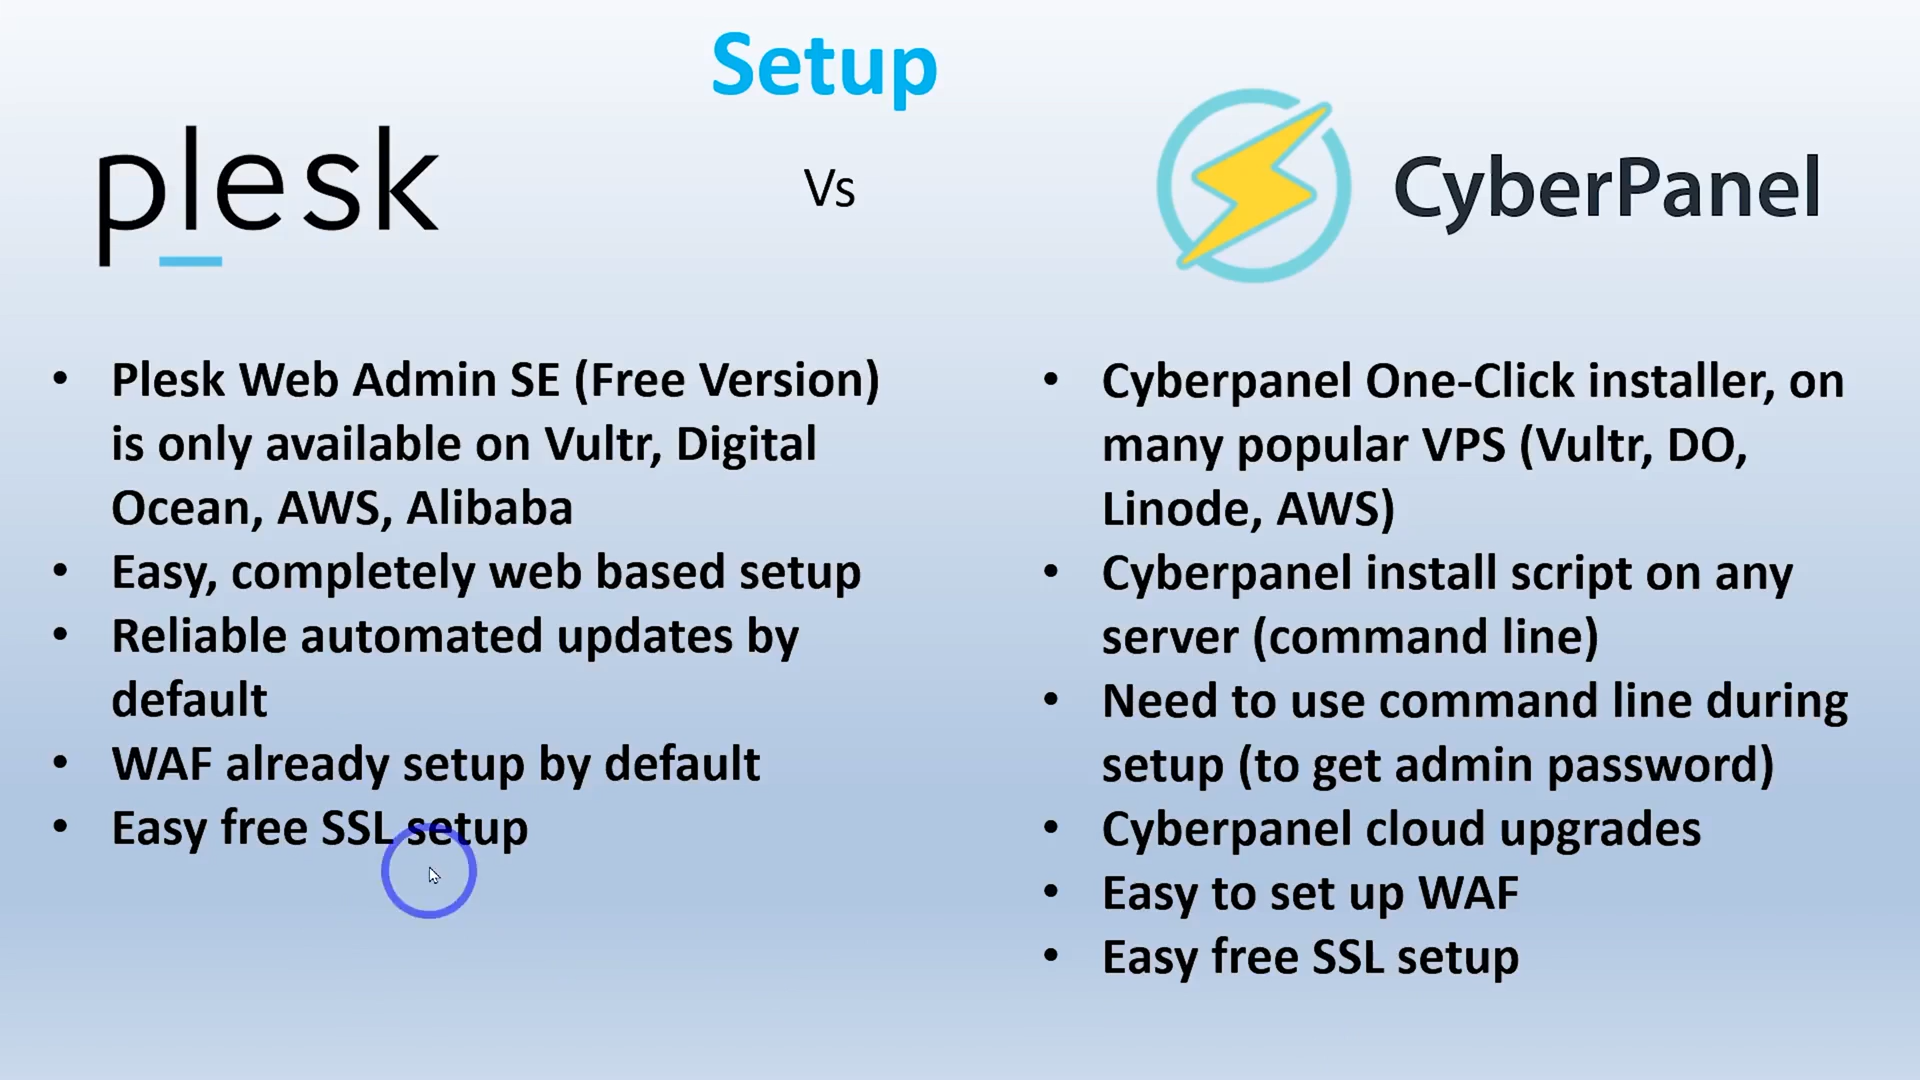 Setup
plesk
Vs
CyberPanel
• Plesk Web Admin SE (Free Version)
is only available on Vultr, Digital
Ocean, AWS, Alibaba
• Easy, completely web based setup
• Reliable automated updates by
default
• WAF already setup by default
• Easy free SSL setup
• Cyberpanel One-Click installer, on
many popular VPS (Vultr, DO,
Linode, AWS)
• Cyberpanel install script on any
server (command line)
• Need to use command line during
setup (to get admin password)
• Cyberpanel cloud upgrades
• Easy to set up WAF
• Easy free SSL setup